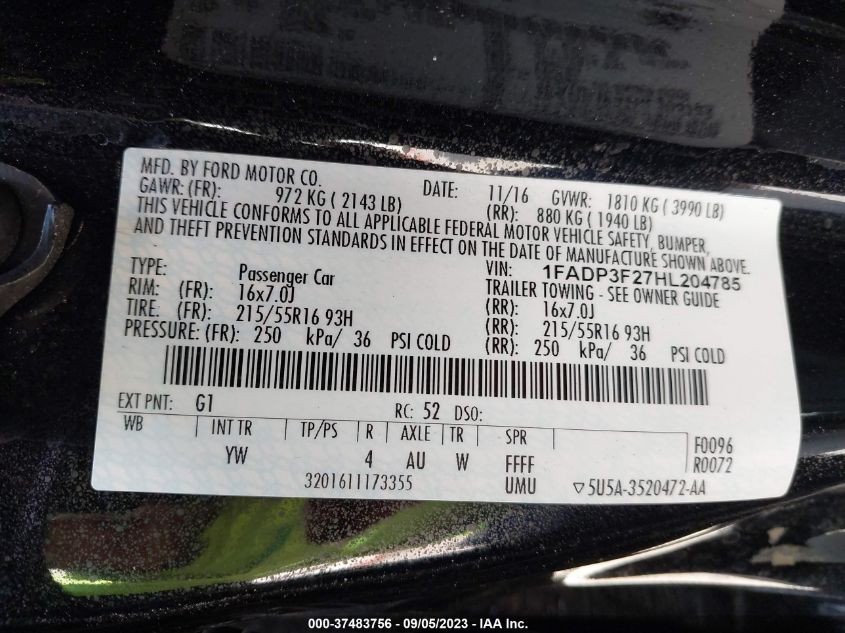 MFD. BY FORD MOTOR CO. DATE: 11/16 GVWR: 1810 KG ( 3990 LB)
GAWR: (FR): 972 KG ( 2143 LB) (RR): 880 KG ( 1940 LB)
THIS VEHICLE CONFORMS TO ALL APPLICABLE FEDERAL MOTOR VEHICLE SAFETY, BUMPER,
AND THEFT PREVENTION STANDARDS IN EFFECT ON THE DATE OF MANUFACTURE SHOWN ABOVE.
VIN: 1FADP3F27HL204785
TYPE: Passenger Car TRAILER TOWING - SEE OWNER GUIDE
RIM: (FR): 16x7.0J (RR): 16x7.0J
TIRE: (FR): 215/55R16 93H (RR): 215/55R16 93H
PRESSURE: (FR): 250 kPa/ 36 PSI COLD (RR): 250 kPa/ 36 PSI COLD
EXT PNT: G1 RC: 52 DSO:
WB INT TR TP/PS R AXLE TR SPR F0096
YW 4 AU W FFFF R0072
3201611173355 UMU ▽5U5A-3520472-AA
000-37483756 - 09/05/2023 - IAA Inc.